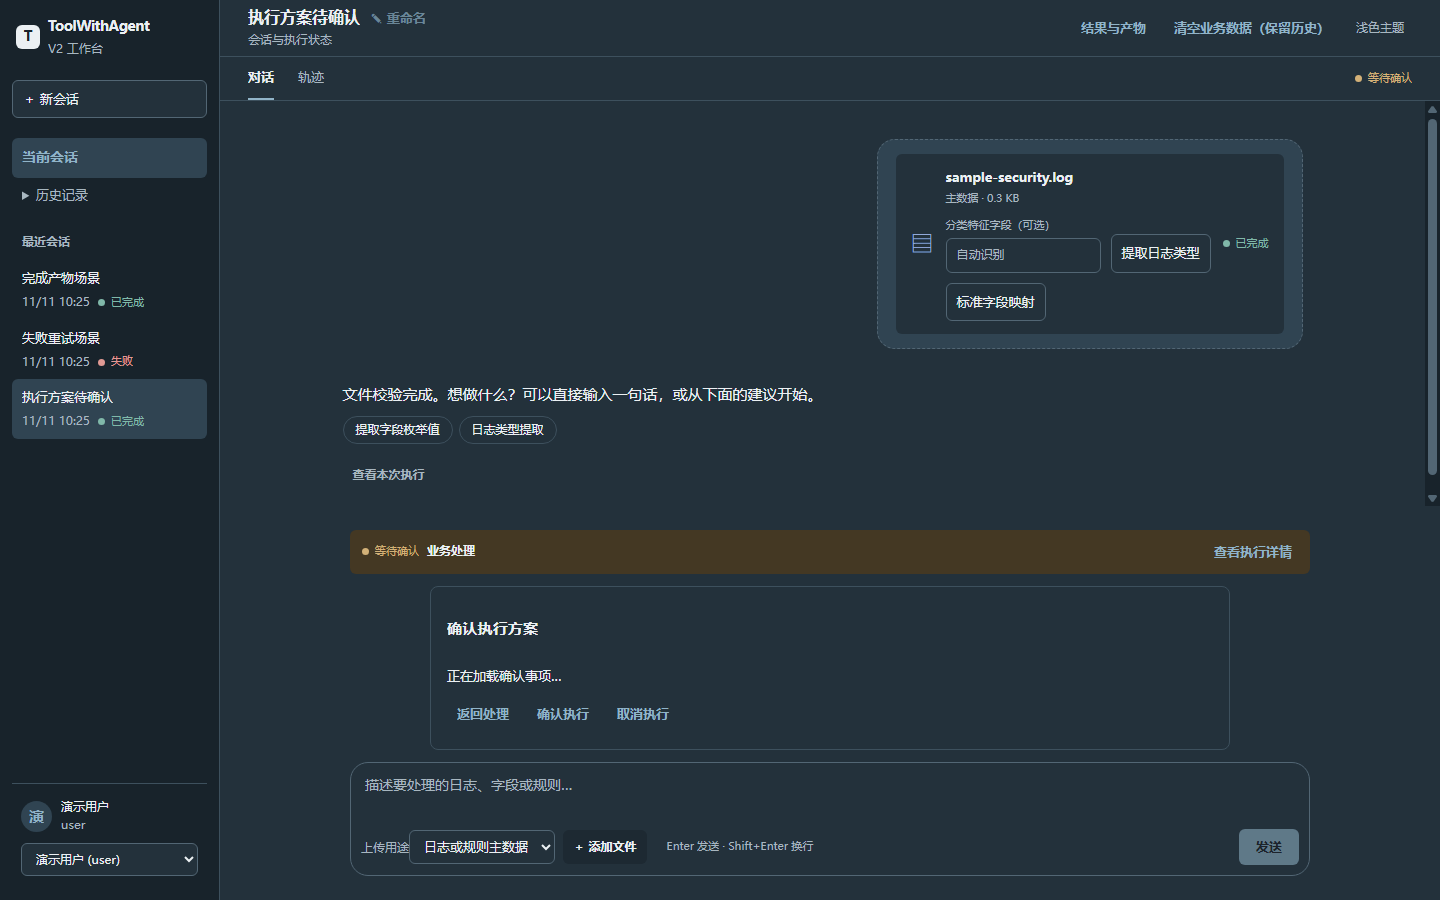 T
ToolWithAgent
V2 工作台
+ 新会话
当前会话
▶ 历史记录
最近会话
完成产物场景
11/11 10:25 ● 已完成
失败重试场景
11/11 10:25 ● 失败
执行方案待确认
11/11 10:25 ● 已完成
演
演示用户
user
演示用户 (user)
执行方案待确认
重命名
会话与执行状态
结果与产物
清空业务数据（保留历史）
浅色主题
对话
轨迹
● 等待确认
sample-security.log
主数据 · 0.3 KB
分类特征字段（可选）
自动识别
提取日志类型
● 已完成
标准字段映射
文件校验完成。想做什么？可以直接输入一句话，或从下面的建议开始。
提取字段枚举值
日志类型提取
查看本次执行
● 等待确认 业务处理
查看执行详情
确认执行方案
正在加载确认事项...
返回处理
确认执行
取消执行
描述要处理的日志、字段或规则...
上传用途
日志或规则主数据
+ 添加文件
Enter 发送 · Shift+Enter 换行
发送